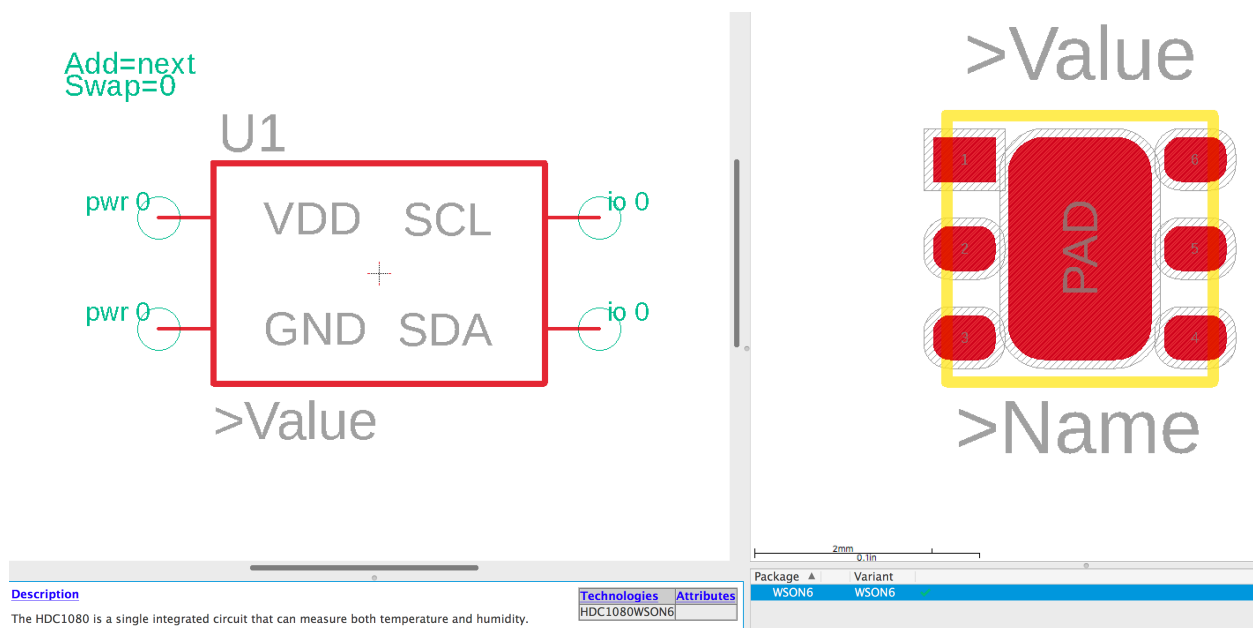 Add=next
Swap=0
U1
pwr 0
VDD SCL
io 0
pwr 0
GND SDA
io 0
>Value
>Value
1
6
2
PAD
5
3
4
>Name
2mm
0.1in
Description
Technologies Attributes
HDC1080WSON6
The HDC1080 is a single integrated circuit that can measure both temperature and humidity.
Package ▲ Variant
WSON6 WSON6 ✓